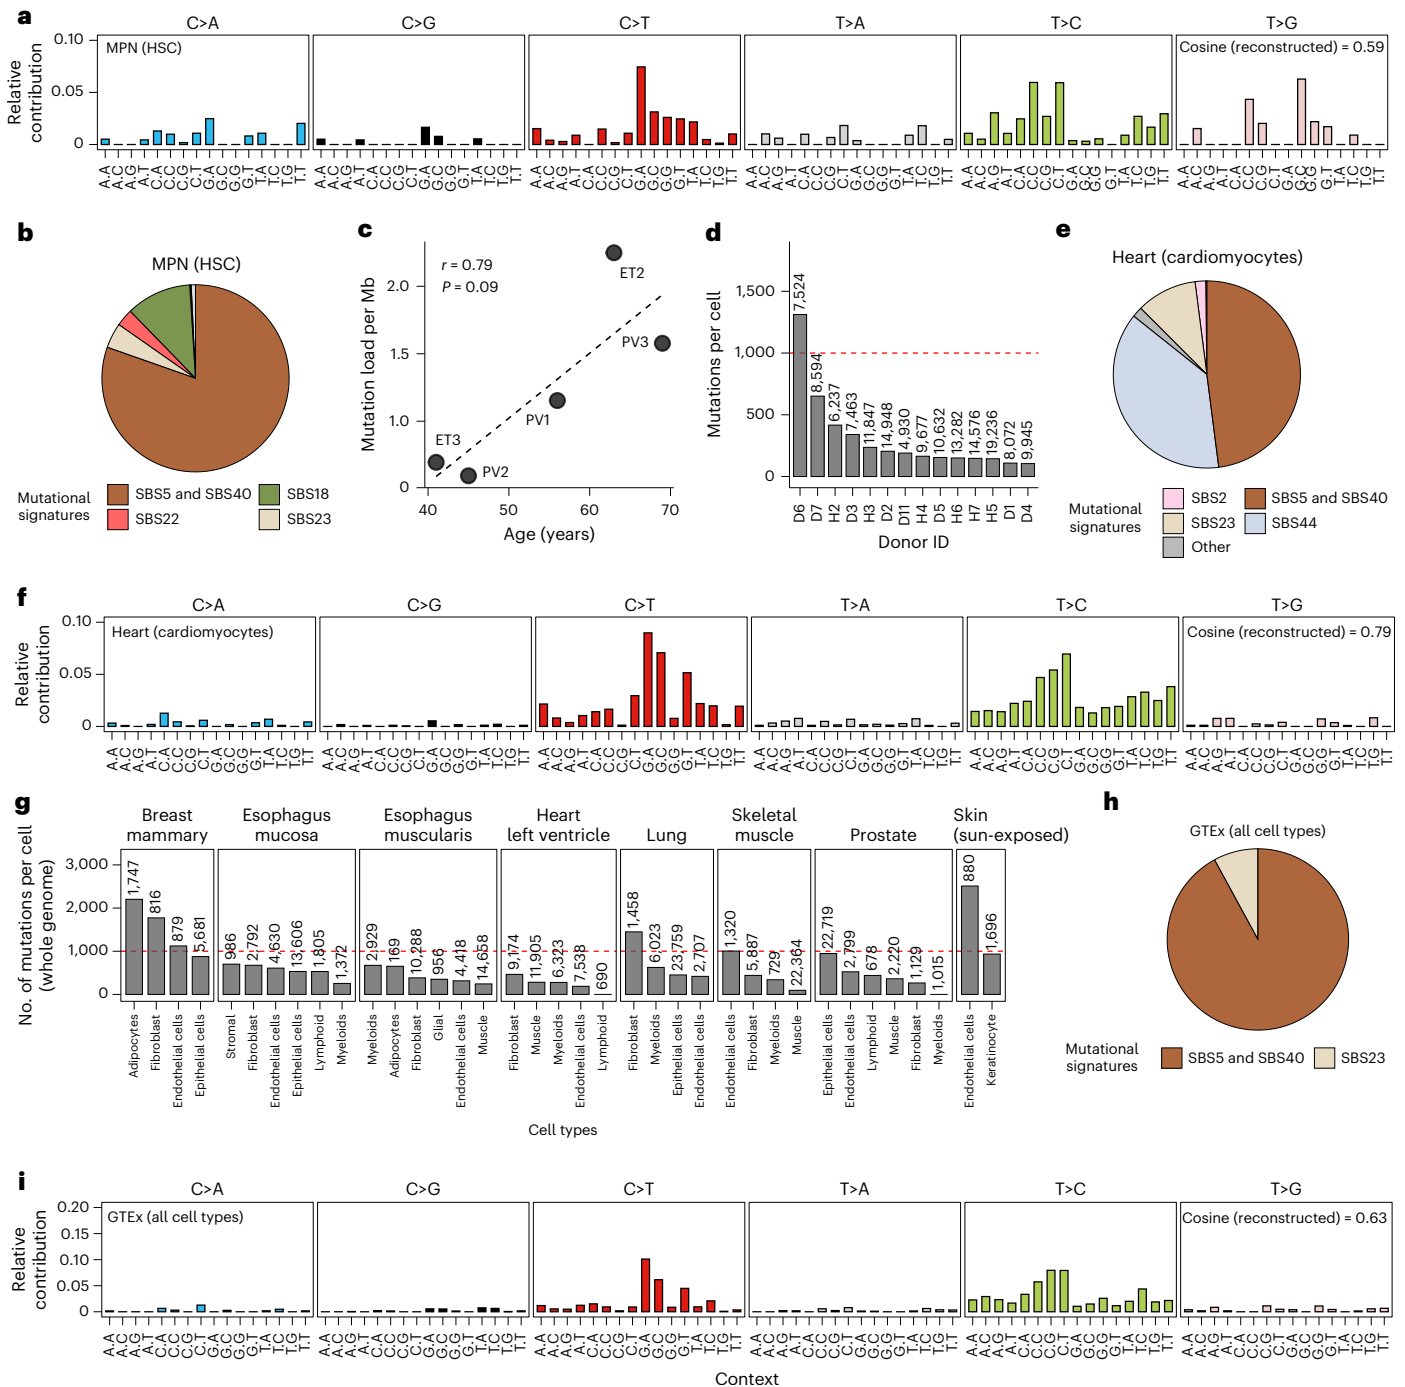 a
C>A
C>G
C>T
T>A
T>C
T>G
Relative
contribution
0.10
0.05
0
MPN (HSC)
Cosine (reconstructed) = 0.59
A.A A.C A.G A.T C.A C.C C.G C.T G.A G.C G.G G.T T.A T.C T.G T.T
A.A A.C A.G A.T C.A C.C C.G C.T G.A G.C G.G G.T T.A T.C T.G T.T
A.A A.C A.G A.T C.A C.C C.G C.T G.A G.C G.G G.T T.A T.C T.G T.T
A.A A.C A.G A.T C.A C.C C.G C.T G.A G.C G.G G.T T.A T.C T.G T.T
A.A A.C A.G A.T C.A C.C C.G C.T G.A G.C G.G G.T T.A T.C T.G T.T
A.A A.C A.G A.T C.A C.C C.G C.T G.A G.C G.G G.T T.A T.C T.G T.T
b
MPN (HSC)
Mutational
signatures
SBS5 and SBS40
SBS18
SBS22
SBS23
c
Mutation load per Mb
2.0
1.5
1.0
0
r = 0.79
P = 0.09
ET2
PV3
PV1
ET3
PV2
40 50 60 70
Age (years)
d
Mutations per cell
1,500
1,000
500
0
7,524 8,594 6,237 7,463 11,847 14,948 4,930 9,677 10,632 13,282 14,576 19,236 8,072 9,945
D6 D7 H2 D3 H3 D2 D11 H4 D5 H6 H7 H5 D1 D4
Donor ID
e
Heart (cardiomyocytes)
Mutational
signatures
SBS2
SBS5 and SBS40
SBS23
SBS44
Other
f
C>A
C>G
C>T
T>A
T>C
T>G
Relative
contribution
0.10
0.05
0
Heart (cardiomyocytes)
Cosine (reconstructed) = 0.79
A.A A.C A.G A.T C.A C.C C.G C.T G.A G.C G.G G.T T.A T.C T.G T.T
A.A A.C A.G A.T C.A C.C C.G C.T G.A G.C G.G G.T T.A T.C T.G T.T
A.A A.C A.G A.T C.A C.C C.G C.T G.A G.C G.G G.T T.A T.C T.G T.T
A.A A.C A.G A.T C.A C.C C.G C.T G.A G.C G.G G.T T.A T.C T.G T.T
A.A A.C A.G A.T C.A C.C C.G C.T G.A G.C G.G G.T T.A T.C T.G T.T
A.A A.C A.G A.T C.A C.C C.G C.T G.A G.C G.G G.T T.A T.C T.G T.T
g
No. of mutations per cell
(whole genome)
3,000
2,000
1,000
0
Breast
mammary
1,747 816 879 5,681
Adipocytes Fibroblast Endothelial cells Epithelial cells
Esophagus
mucosa
986 2,792 4,630 13,606 1,805 1,372
Stromal Fibroblast Endothelial cells Epithelial cells Lymphoid Myeloids
Esophagus
muscularis
2,929 169 10,288 956 4,418 14,658
Myeloids Adipocytes Fibroblast Glial Endothelial cells Muscle
Heart
left ventricle
9,174 11,905 6,323 7,538 690
Fibroblast Muscle Myeloids Endothelial cells Lymphoid
Lung
1,458 6,023 23,759 2,707
Fibroblast Myeloids Epithelial cells Endothelial cells
Skeletal
muscle
1,320 5,887 729 22,364
Endothelial cells Fibroblast Myeloids Muscle
Prostate
22,719 2,799 678 2,220 1,129 1,015
Epithelial cells Endothelial cells Lymphoid Muscle Fibroblast Myeloids
Skin
(sun-exposed)
880 1,696
Endothelial cells Keratinocyte
Cell types
h
GTEx (all cell types)
Mutational
signatures
SBS5 and SBS40
SBS23
i
C>A
C>G
C>T
T>A
T>C
T>G
Relative
contribution
0.20
0.15
0.10
0.05
0
GTEx (all cell types)
Cosine (reconstructed) = 0.63
A.A A.C A.G A.T C.A C.C C.G C.T G.A G.C G.G G.T T.A T.C T.G T.T
A.A A.C A.G A.T C.A C.C C.G C.T G.A G.C G.G G.T T.A T.C T.G T.T
A.A A.C A.G A.T C.A C.C C.G C.T G.A G.C G.G G.T T.A T.C T.G T.T
A.A A.C A.G A.T C.A C.C C.G C.T G.A G.C G.G G.T T.A T.C T.G T.T
A.A A.C A.G A.T C.A C.C C.G C.T G.A G.C G.G G.T T.A T.C T.G T.T
A.A A.C A.G A.T C.A C.C C.G C.T G.A G.C G.G G.T T.A T.C T.G T.T
Context